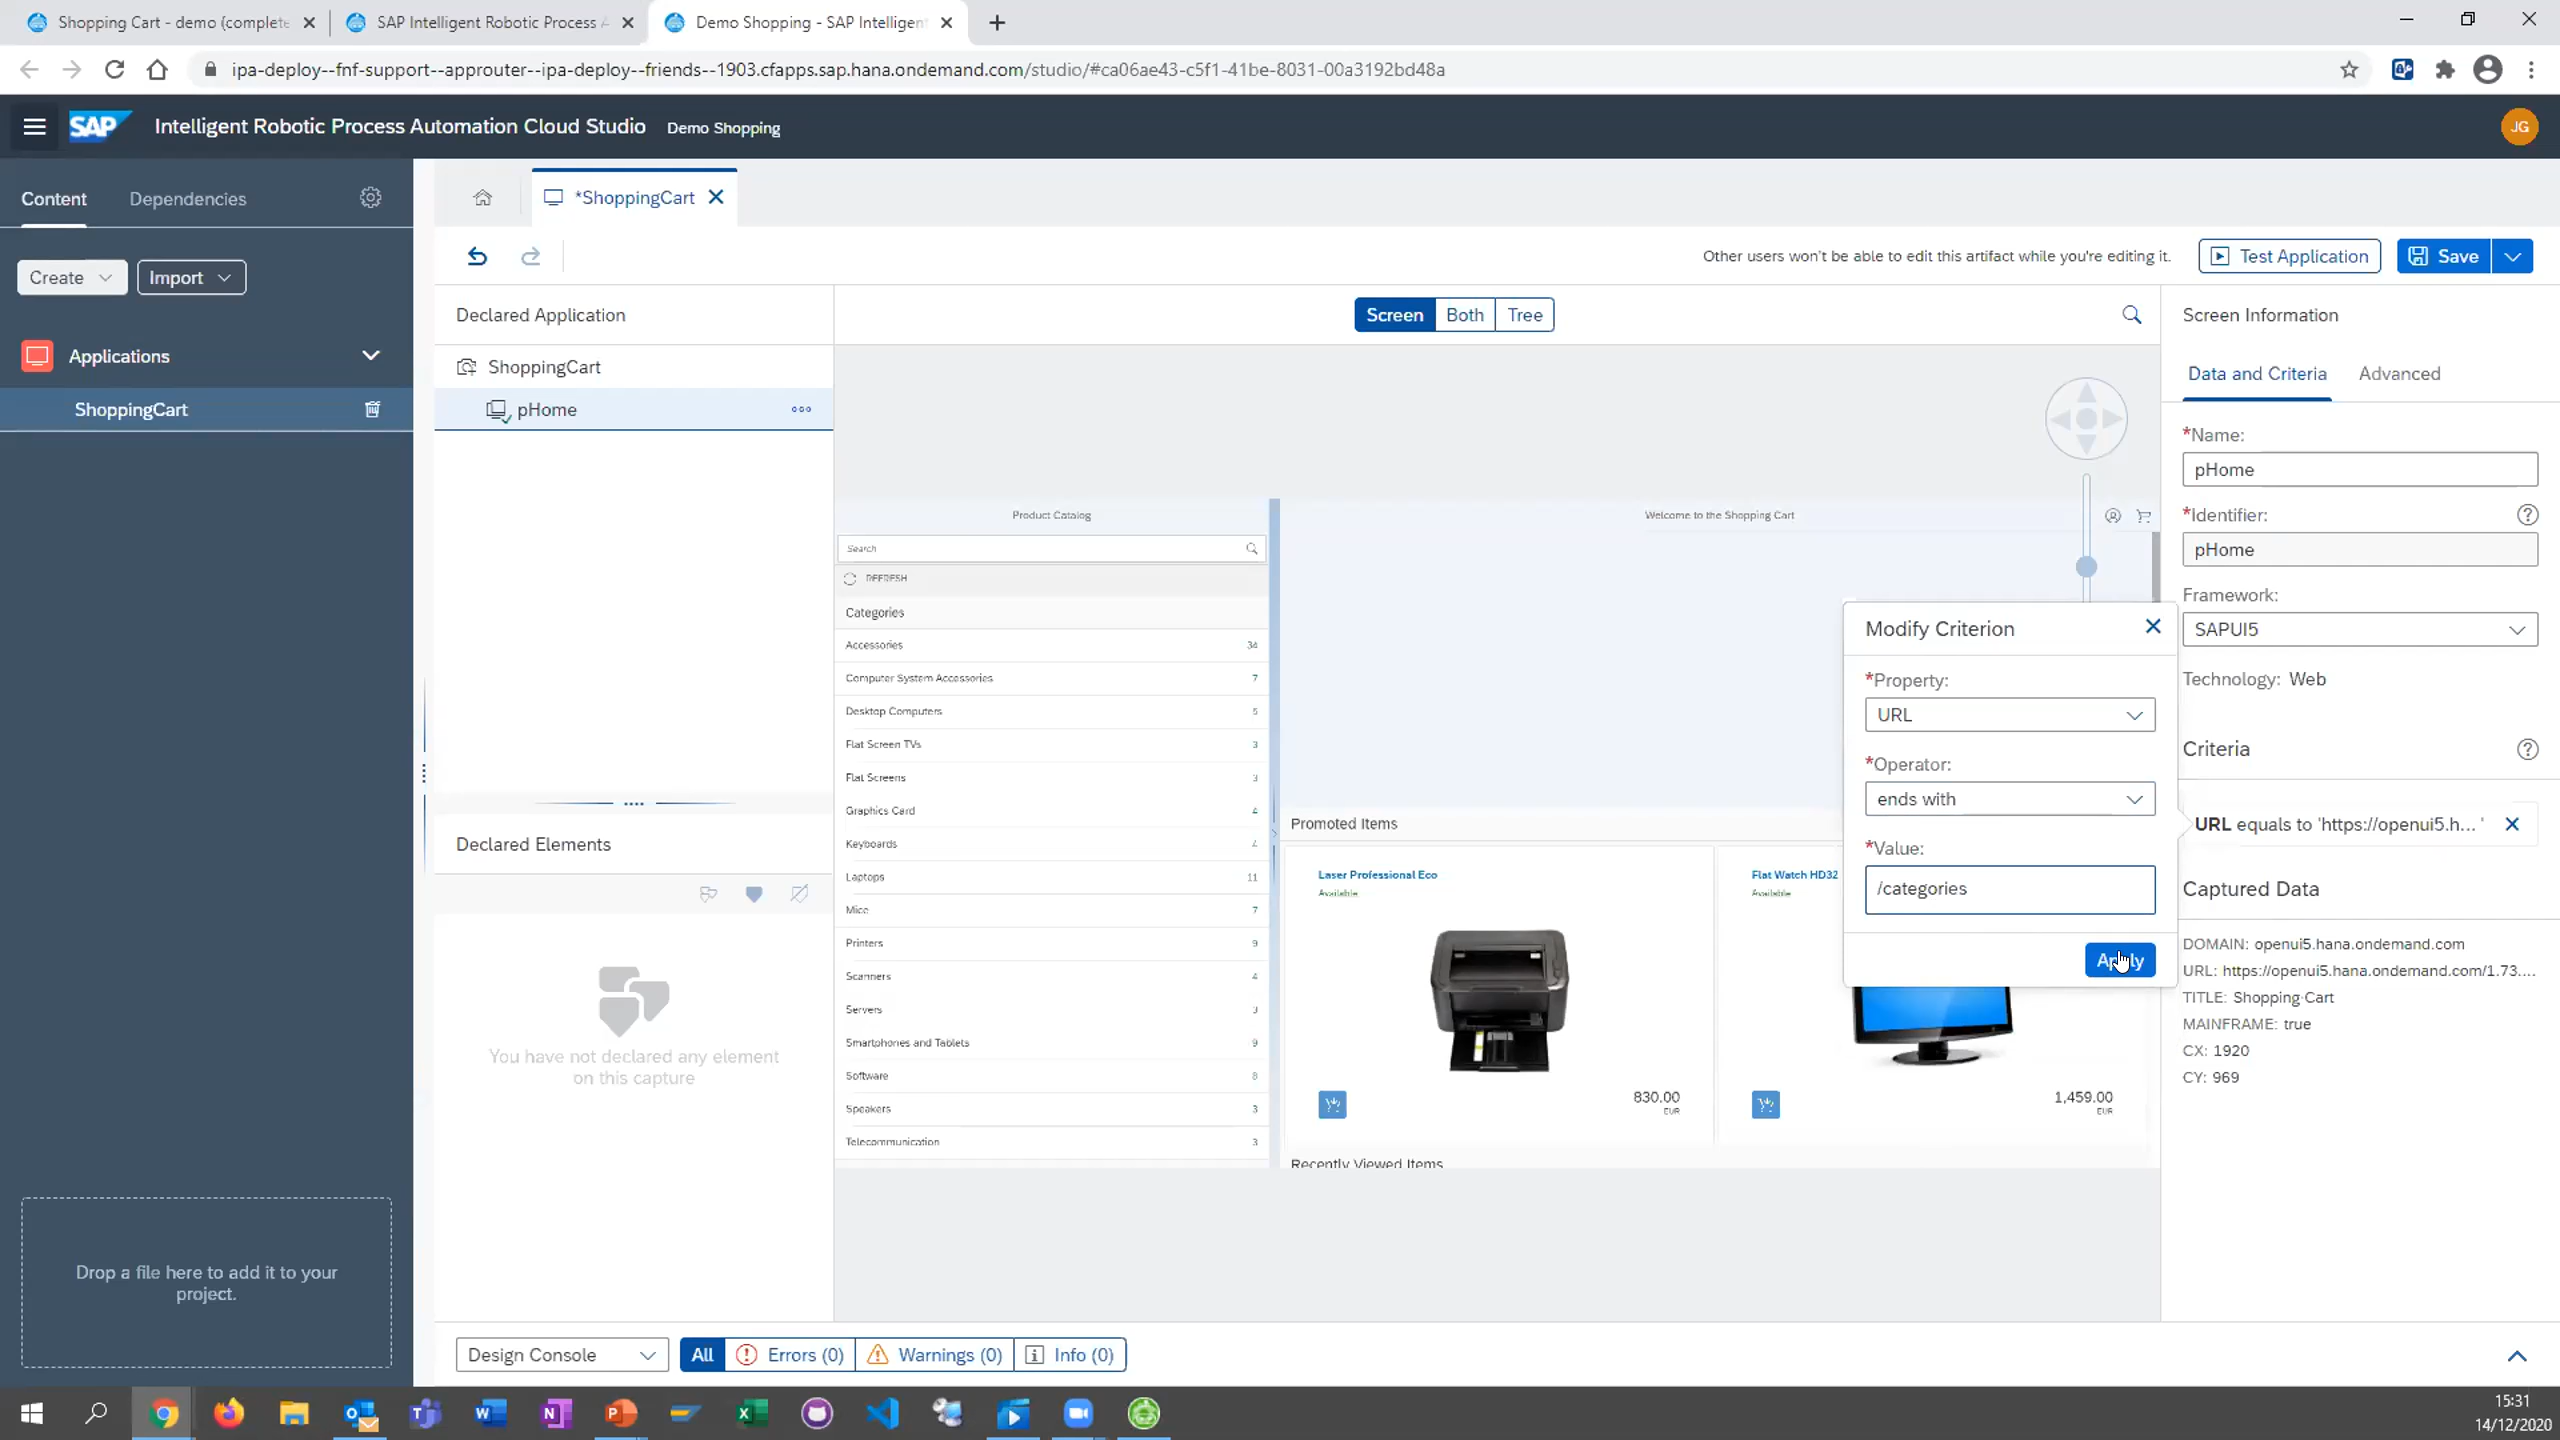 Shopping Cart - demo (complete
SAP Intelligent Robotic Process A
Demo Shopping - SAP Intelligen
ipa-deploy--fnf-support--approuter--ipa-deploy--friends--1903.cfapps.sap.hana.ondemand.com/studio/#ca06ae43-c5f1-41be-8031-00a3192bd48a
SAP Intelligent Robotic Process Automation Cloud Studio Demo Shopping JG
Content Dependencies
Create Import
Applications
ShoppingCart
Drop a file here to add it to your
project.
*ShoppingCart
Other users won't be able to edit this artifact while you're editing it.
Test Application
Save
Declared Application
ShoppingCart
pHome
Declared Elements
You have not declared any element
on this capture
Screen Both Tree
Product Catalog
Search
REFRESH
Categories
Accessories 34
Computer System Accessories 7
Desktop Computers 5
Flat Screen TVs 3
Flat Screens 3
Graphics Card 4
Keyboards 4
Laptops 11
Mice 7
Printers 9
Scanners 4
Servers 3
Smartphones and Tablets 9
Software 8
Speakers 3
Telecommunication 3
Welcome to the Shopping Cart
Promoted Items
Laser Professional Eco
Available
830.00
EUR
Flat Watch HD32
Available
1,459.00
EUR
Recently Viewed Items
Modify Criterion
*Property:
URL
*Operator:
ends with
*Value:
/categories
Apply
Screen Information
Data and Criteria Advanced
*Name:
pHome
*Identifier:
pHome
Framework:
SAPUI5
Technology: Web
Criteria
URL equals to 'https://openui5.h... '
Captured Data
DOMAIN: openui5.hana.ondemand.com
URL: https://openui5.hana.ondemand.com/1.73....
TITLE: Shopping Cart
MAINFRAME: true
CX: 1920
CY: 969
Design Console All Errors (0) Warnings (0) Info (0)
15:31
14/12/2020